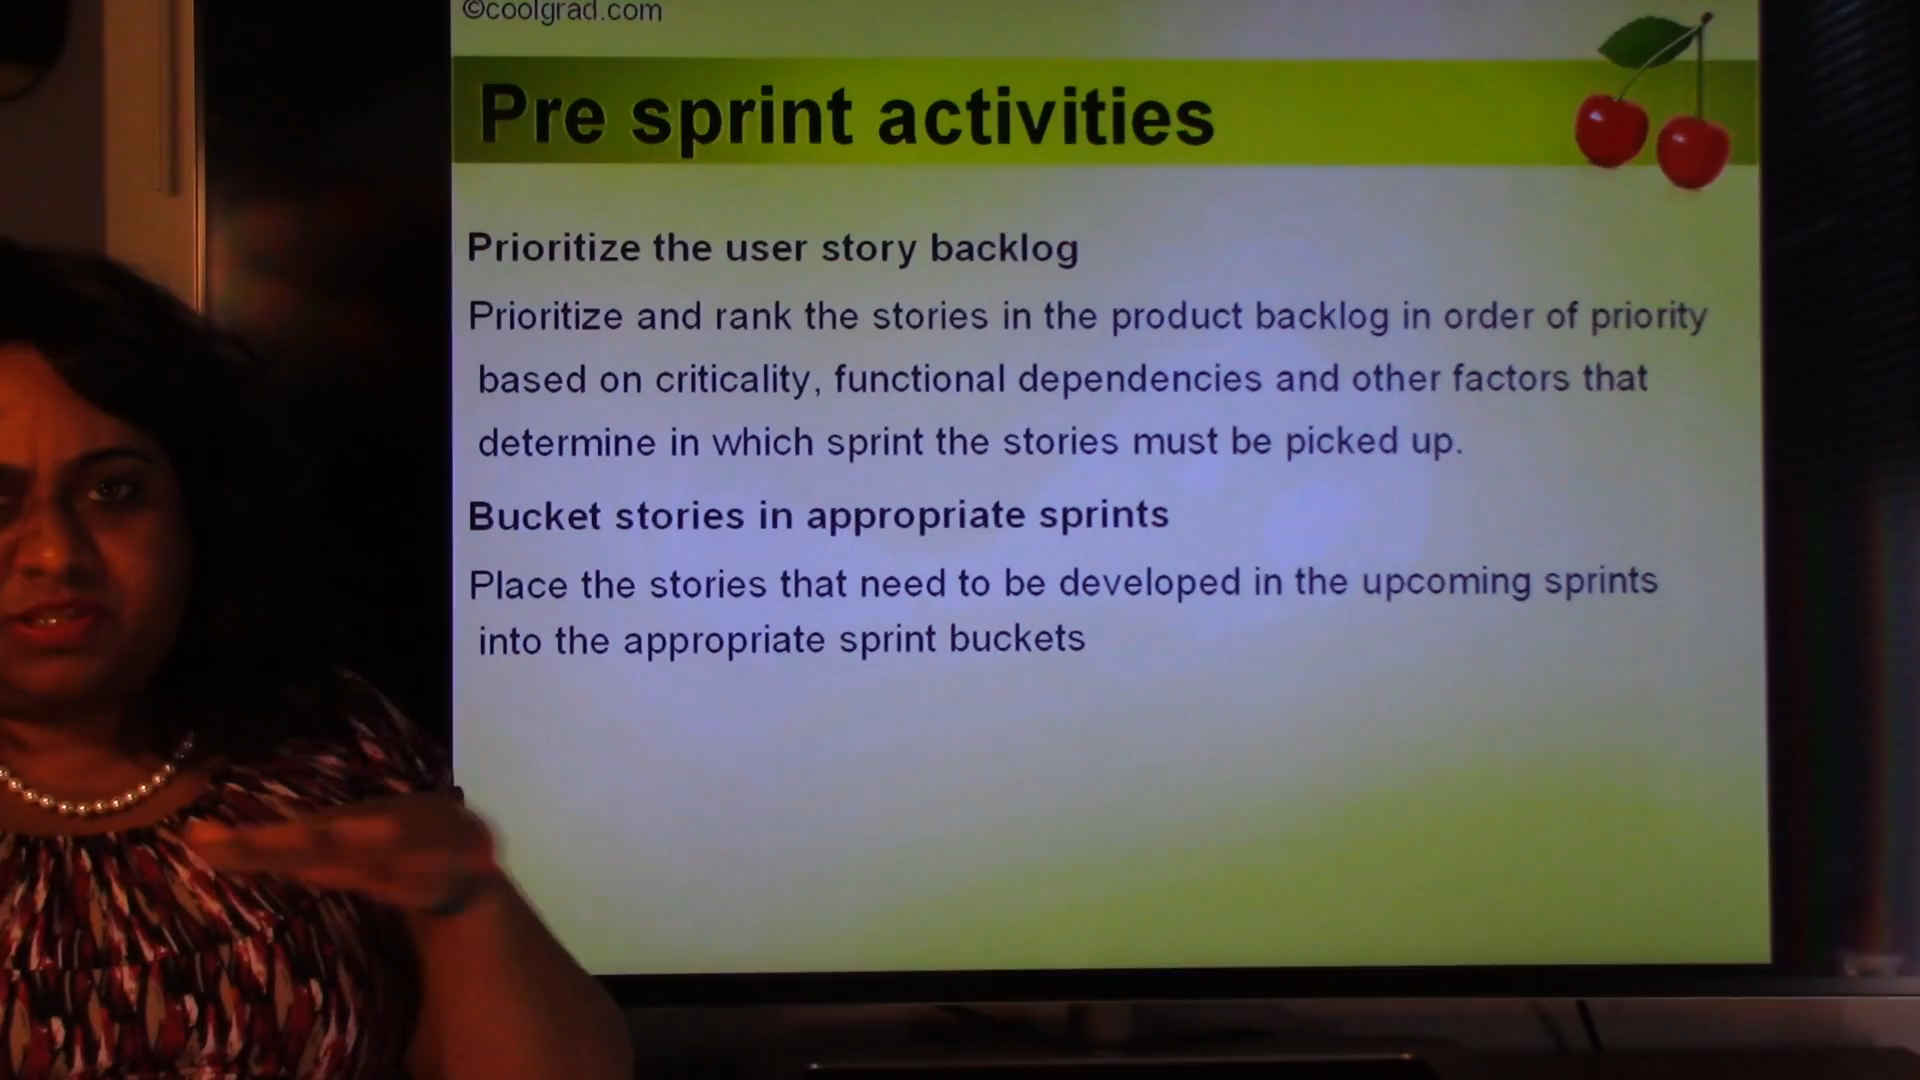 ©coolgrad.com
Pre sprint activities
Prioritize the user story backlog
Prioritize and rank the stories in the product backlog in order of priority
based on criticality, functional dependencies and other factors that
determine in which sprint the stories must be picked up.
Bucket stories in appropriate sprints
Place the stories that need to be developed in the upcoming sprints
into the appropriate sprint buckets